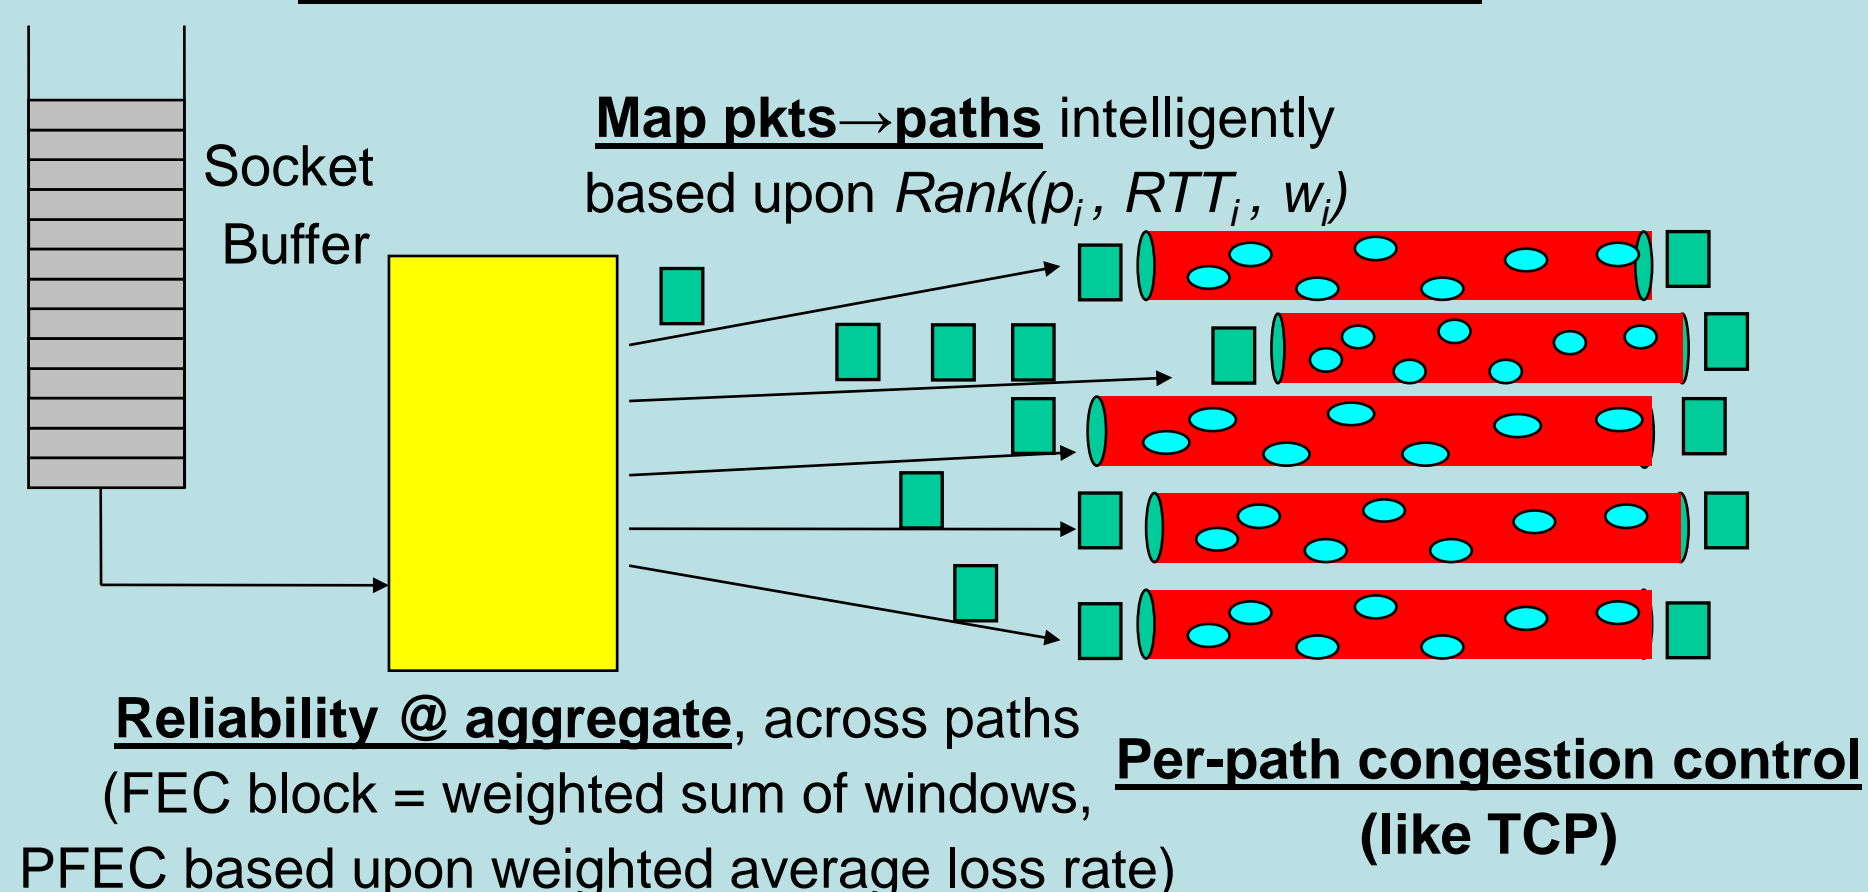 Map pkts→paths intelligently
based upon Rank(pi , RTTi , wi)
Socket
Buffer
Reliability @ aggregate, across paths
(FEC block = weighted sum of windows,
PFEC based upon weighted average loss rate)
Per-path congestion control
(like TCP)